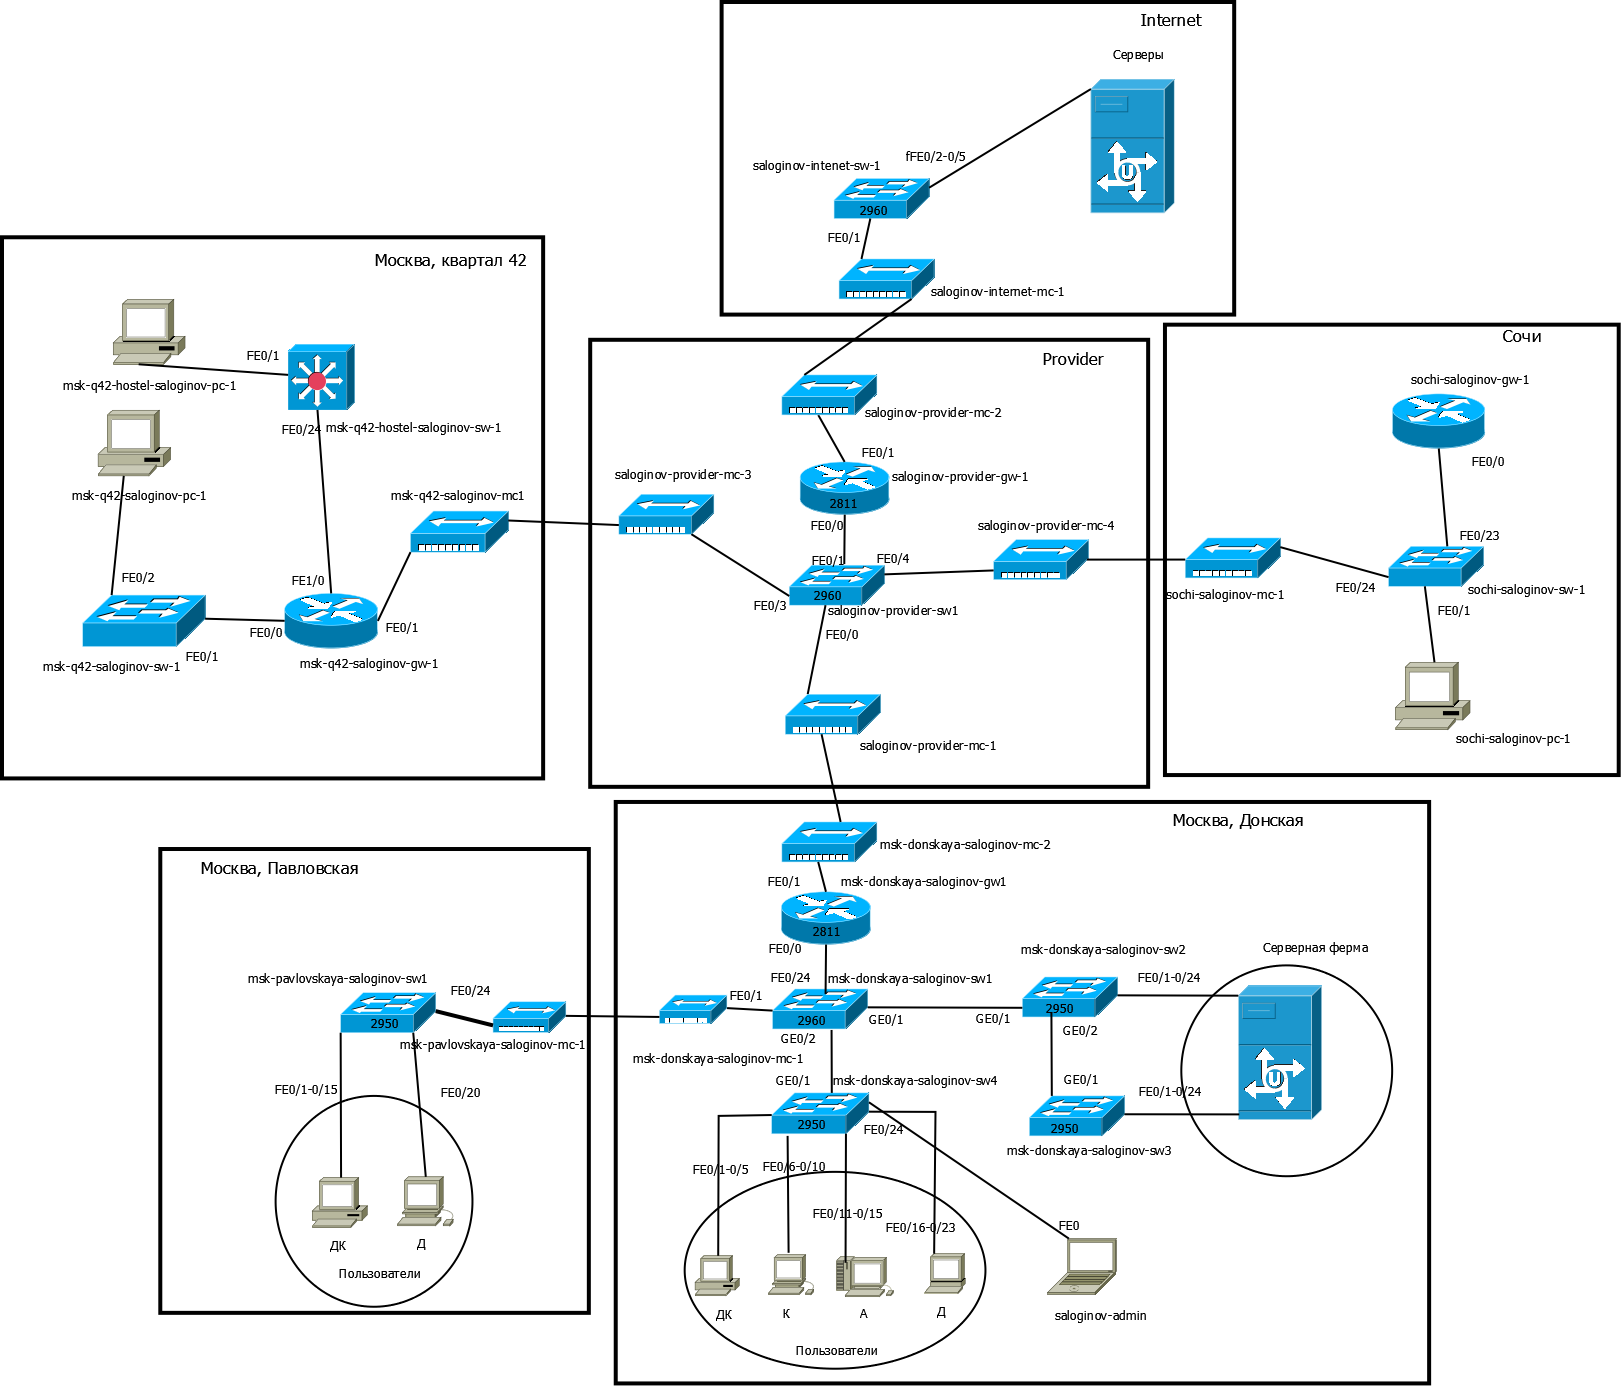 Internet
Серверы
saloginov-intenet-sw-1
fFE0/2-0/5
2960
FE0/1
saloginov-internet-mc-1
Москва, квартал 42
msk-q42-hostel-saloginov-pc-1
FE0/1
FE0/24
msk-q42-hostel-saloginov-sw-1
msk-q42-saloginov-pc-1
msk-q42-saloginov-mc1
FE0/2
FE1/0
FE0/0
FE0/1
FE0/1
msk-q42-saloginov-sw-1
msk-q42-saloginov-gw-1
Provider
saloginov-provider-mc-2
FE0/1
saloginov-provider-mc-3
saloginov-provider-gw-1
2811
FE0/0
saloginov-provider-mc-4
FE0/1
FE0/4
2960
FE0/3
saloginov-provider-sw1
FE0/0
saloginov-provider-mc-1
Сочи
sochi-saloginov-gw-1
FE0/0
FE0/23
FE0/24
sochi-saloginov-mc-1
sochi-saloginov-sw-1
FE0/1
sochi-saloginov-pc-1
Москва, Донская
msk-donskaya-saloginov-mc-2
FE0/1
msk-donskaya-saloginov-gw1
2811
FE0/0
FE0/24
msk-donskaya-saloginov-sw1
msk-donskaya-saloginov-sw2
Серверная ферма
FE0/1-0/24
FE0/1
2960
GE0/1
GE0/1
2950
GE0/2
GE0/2
msk-donskaya-saloginov-mc-1
GE0/1
msk-donskaya-saloginov-sw4
GE0/1
FE0/1-0/24
2950
FE0/24
2950
msk-donskaya-saloginov-sw3
FE0/1-0/5
FE0/6-0/10
FE0/11-0/15
FE0/16-0/23
FE0
ДК
К
А
Д
saloginov-admin
Пользователи
Москва, Павловская
msk-pavlovskaya-saloginov-sw1
FE0/24
2950
msk-pavlovskaya-saloginov-mc-1
FE0/1-0/15
FE0/20
ДК
Д
Пользователи